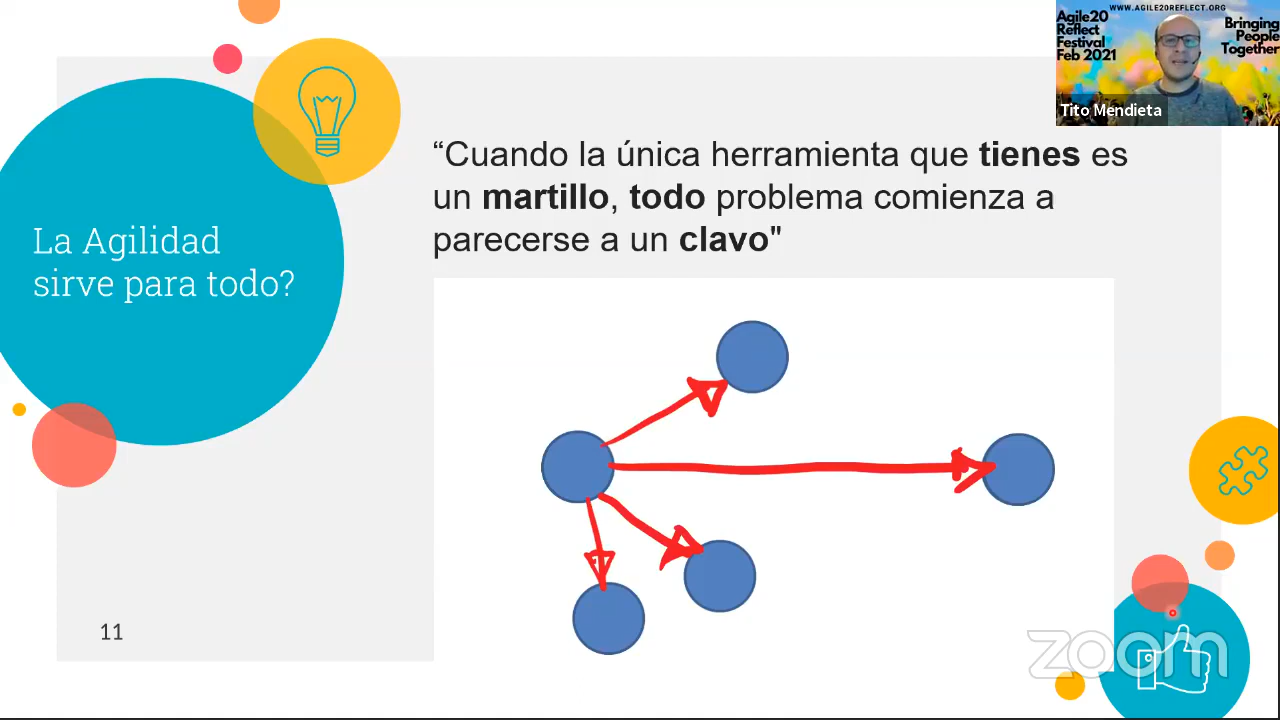 WWW.AGILE20REFLECT.ORG
Agile20
Reflect
Festival
Feb 2021
Bringing
People
Together
Tito Mendieta
“Cuando la única herramienta que tienes es
un martillo, todo problema comienza a
parecerse a un clavo"
La Agilidad
sirve para todo?
11
zoom